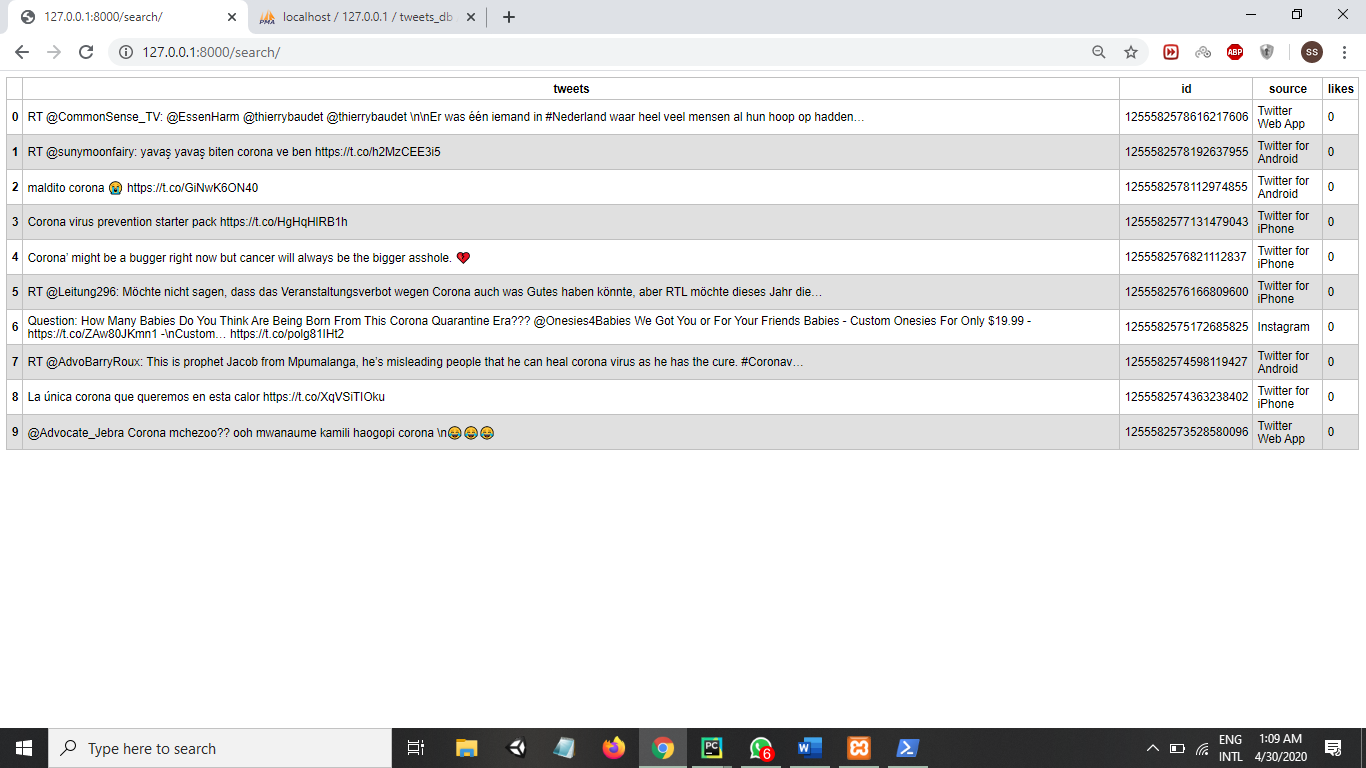 127.0.0.1:8000/search/
localhost / 127.0.0.1 / tweets_db
127.0.0.1:8000/search/
ABP
SS
tweets id source likes
0 RT @CommonSense_TV: @EssenHarm @thierrybaudet @thierrybaudet \n\nEr was één iemand in #Nederland waar heel veel mensen al hun hoop op hadden… 1255582578616217606 Twitter Web App 0
1 RT @sunymoonfairy: yavaş yavaş biten corona ve ben https://t.co/h2MzCEE3i5 1255582578192637955 Twitter for Android 0
2 maldito corona 😭 https://t.co/GiNwK6ON40 1255582578112974855 Twitter for Android 0
3 Corona virus prevention starter pack https://t.co/HgHqHlRB1h 1255582577131479043 Twitter for iPhone 0
4 Corona' might be a bugger right now but cancer will always be the bigger asshole. 💔 1255582576821112837 Twitter for iPhone 0
5 RT @Leitung296: Möchte nicht sagen, dass das Veranstaltungsverbot wegen Corona auch was Gutes haben könnte, aber RTL möchte dieses Jahr die… 1255582576166809600 Twitter for iPhone 0
6 Question: How Many Babies Do You Think Are Being Born From This Corona Quarantine Era??? @Onesies4Babies We Got You or For Your Friends Babies - Custom Onesies For Only $19.99 -
https://t.co/ZAw80JKmn1 -\nCustom… https://t.co/polg81IHt2 1255582575172685825 Instagram 0
7 RT @AdvoBarryRoux: This is prophet Jacob from Mpumalanga, he's misleading people that he can heal corona virus as he has the cure. #Coronav… 1255582574598119427 Twitter for Android 0
8 La única corona que queremos en esta calor https://t.co/XqVSiTIOku 1255582574363238402 Twitter for iPhone 0
9 @Advocate_Jebra Corona mchezoo?? ooh mwanaume kamili haogopi corona \n😂😂😂 1255582573528580096 Twitter Web App 0
Type here to search
PC
6
W
ENG
INTL
1:09 AM
4/30/2020